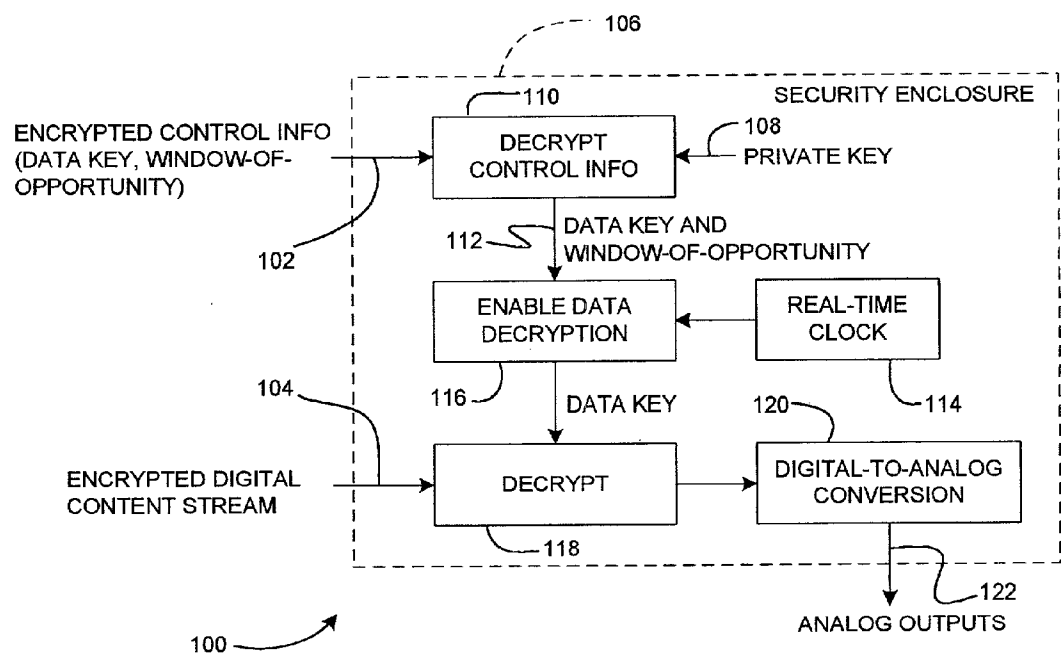 106
110
SECURITY ENCLOSURE
ENCRYPTED CONTROL INFO
(DATA KEY, WINDOW-OF-
OPPORTUNITY)
DECRYPT
CONTROL INFO
108
PRIVATE KEY
102
112
DATA KEY AND
WINDOW-OF-OPPORTUNITY
ENABLE DATA
DECRYPTION
REAL-TIME
CLOCK
104
116
DATA KEY
114
120
ENCRYPTED DIGITAL
CONTENT STREAM
DECRYPT
DIGITAL-TO-ANALOG
CONVERSION
118
122
ANALOG OUTPUTS
100